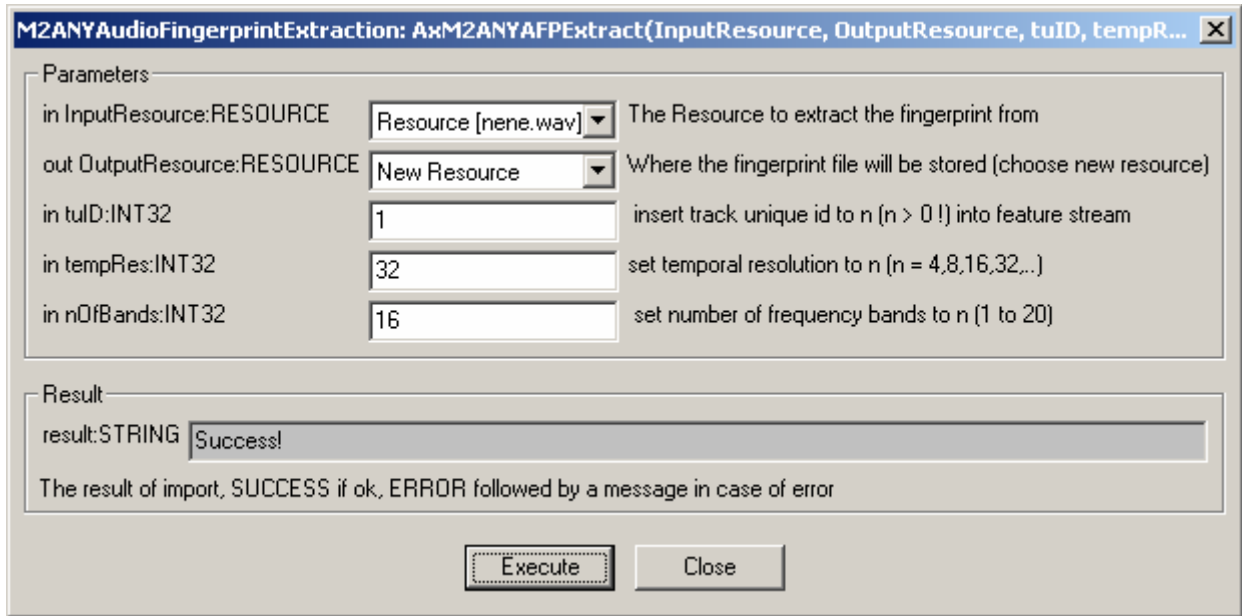 M2ANYAudioFingerprintExtraction: AxM2ANYAFPExtract(InputResource, OutputResource, tuID, tempR...
Parameters
in InputResource:RESOURCE Resource [nene.wav] The Resource to extract the fingerprint from
out OutputResource:RESOURCE New Resource Where the fingerprint file will be stored (choose new resource)
in tuID:INT32 1 insert track unique id to n (n > 0 !) into feature stream
in tempRes:INT32 32 set temporal resolution to n (n = 4,8,16,32,..)
in nOfBands:INT32 16 set number of frequency bands to n (1 to 20)
Result
result:STRING Success!
The result of import, SUCCESS if ok, ERROR followed by a message in case of error
Execute Close